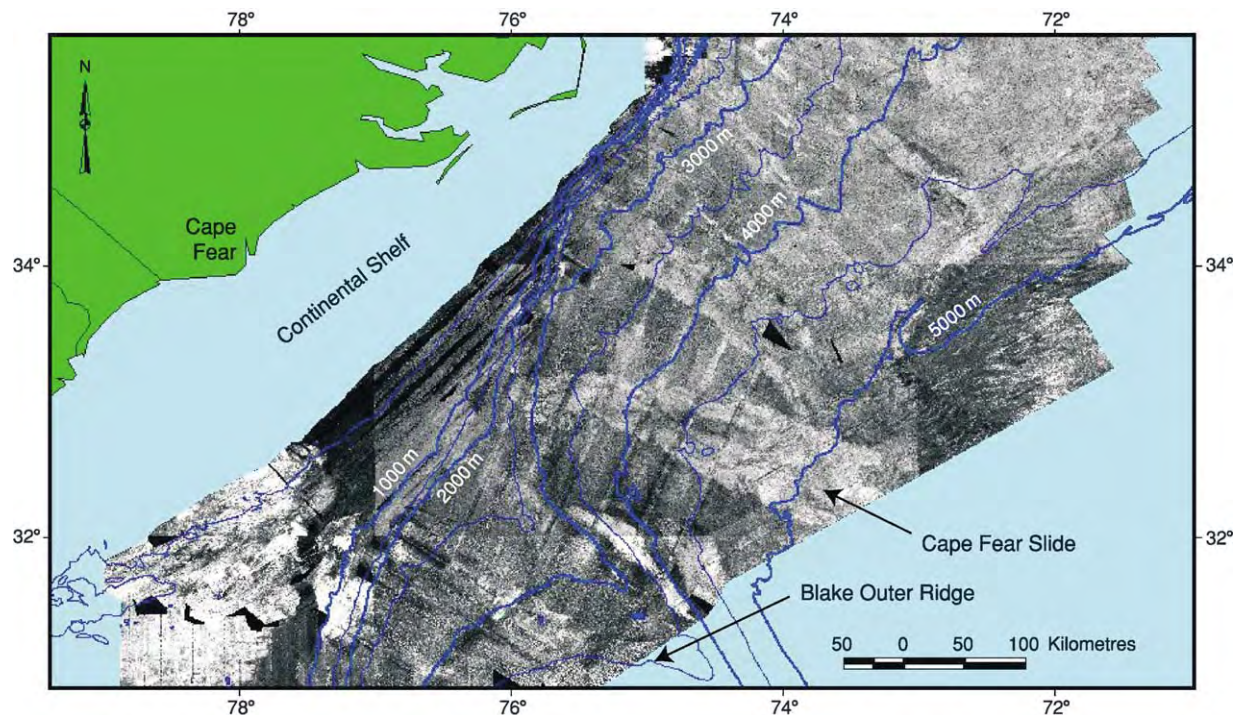 78°
76°
74°
72°
N
3000 m
4000 m
Cape
Fear
Continental Shelf
34°
34°
5000 m
1000 m
2000 m
32°
32°
Cape Fear Slide
Blake Outer Ridge
50 0 50 100 Kilometres
78°
76°
74°
72°